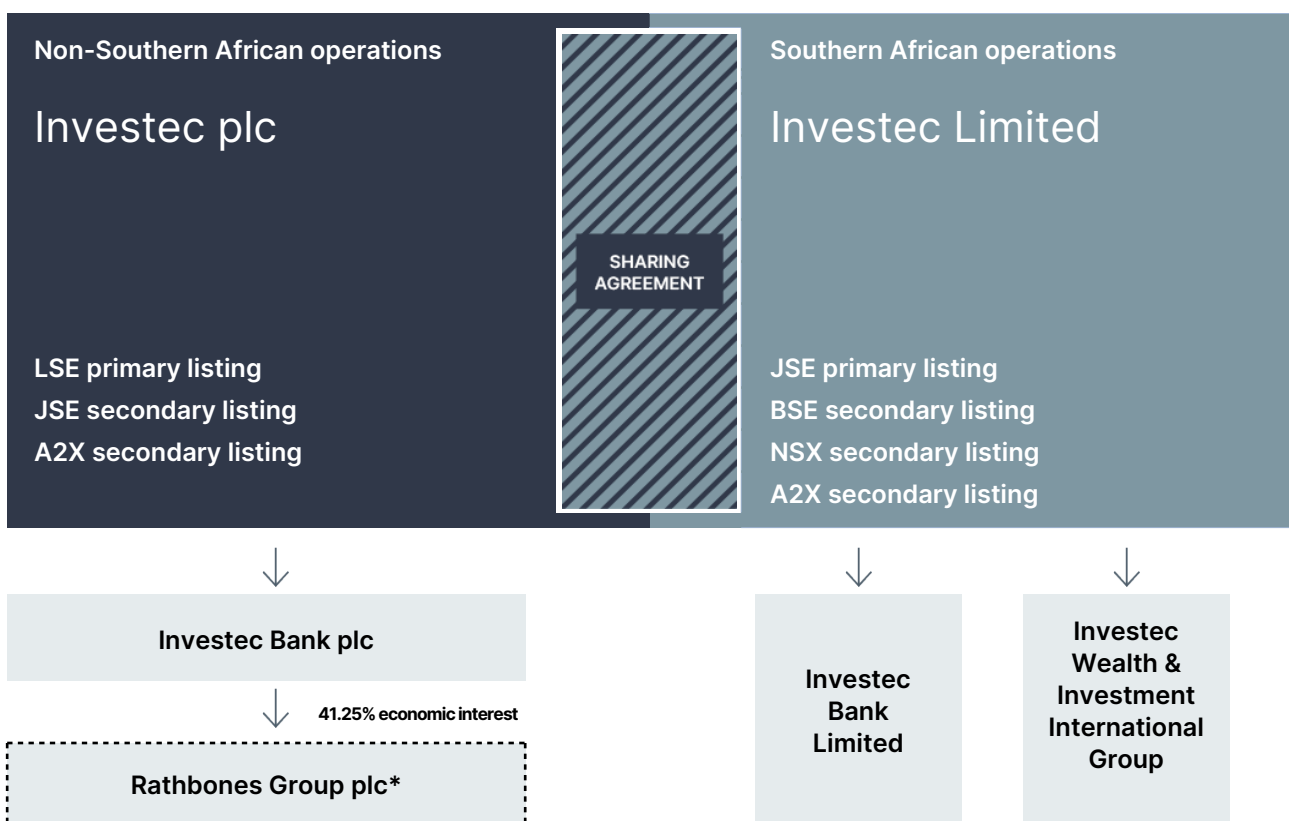 Non-Southern African operations
Investec plc
LSE primary listing
JSE secondary listing
A2X secondary listing
SHARING
AGREEMENT
Southern African operations
Investec Limited
JSE primary listing
BSE secondary listing
NSX secondary listing
A2X secondary listing
Investec Bank plc
41.25% economic interest
Rathbones Group plc*
Investec
Bank
Limited
Investec
Wealth &
Investment
International
Group